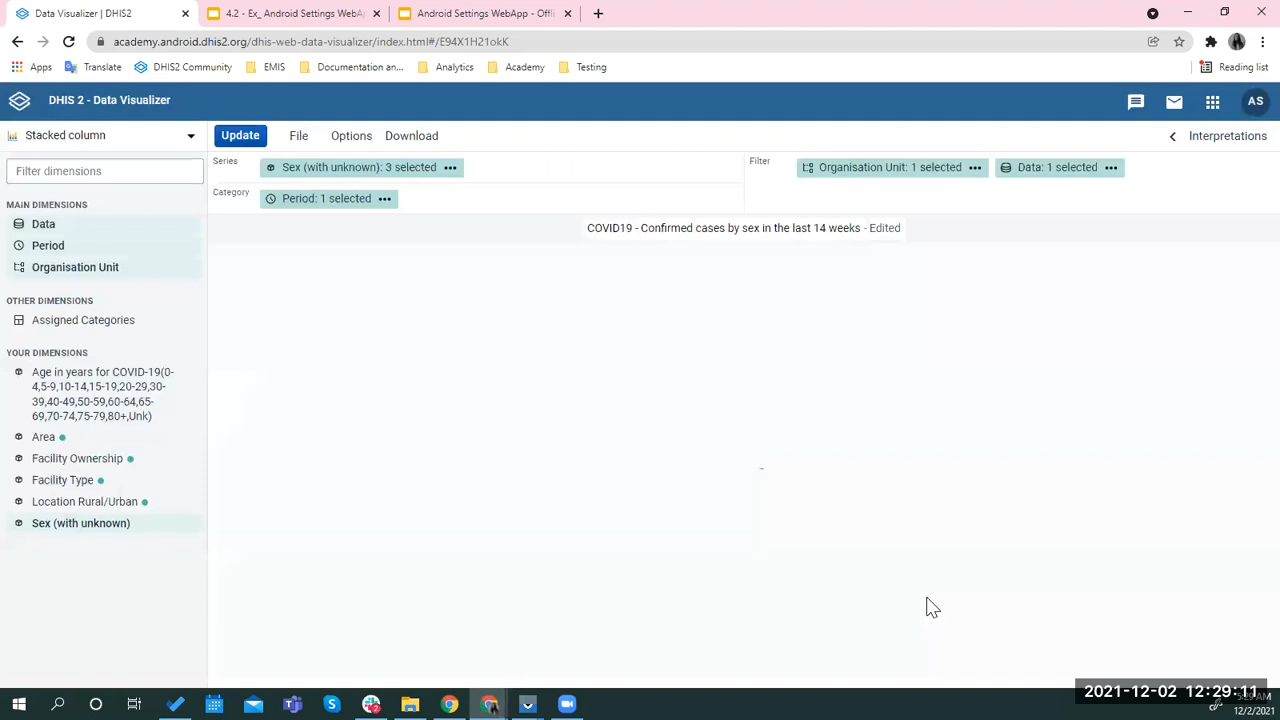 Data Visualizer | DHIS2
4.2 - Ex_ Android Settings WebAp
Android Settings WebApp - Offli
academy.android.dhis2.org/dhis-web-data-visualizer/index.html#/E94X1H21okK
Apps
Translate
DHIS2 Community
EMIS
Documentation an...
Analytics
Academy
Testing
Reading list
DHIS 2 - Data Visualizer
AS
Stacked column
Update
File
Options
Download
Interpretations
Filter dimensions
Series
Sex (with unknown): 3 selected
Filter
Organisation Unit: 1 selected
Data: 1 selected
Category
Period: 1 selected
COVID19 - Confirmed cases by sex in the last 14 weeks - Edited
MAIN DIMENSIONS
Data
Period
Organisation Unit
OTHER DIMENSIONS
Assigned Categories
YOUR DIMENSIONS
Age in years for COVID-19(0-
4,5-9,10-14,15-19,20-29,30-
39,40-49,50-59,60-64,65-
69,70-74,75-79,80+,Unk)
Area
Facility Ownership
Facility Type
Location Rural/Urban
Sex (with unknown)
2021-12-02 12:29:11
12/2/2021